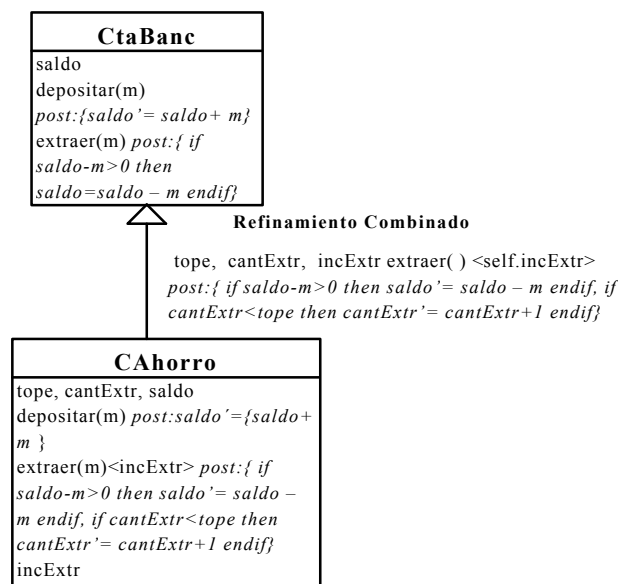 CtaBanc
saldo
depositar(m)
post:{saldo’= saldo+ m}
extraer(m) post:{ if
saldo-m>0 then
saldo=saldo – m endif}
Refinamiento Combinado
tope, cantExtr, incExtr extraer( ) <self.incExtr>
post:{ if saldo-m>0 then saldo’= saldo – m endif, if
cantExtr<tope then cantExtr’= cantExtr+1 endif}
CAhorro
tope, cantExtr, saldo
depositar(m) post:saldo´={saldo+
m }
extraer(m)<incExtr> post:{ if
saldo-m>0 then saldo’= saldo –
m endif, if cantExtr<tope then
cantExtr’= cantExtr+1 endif}
incExtr